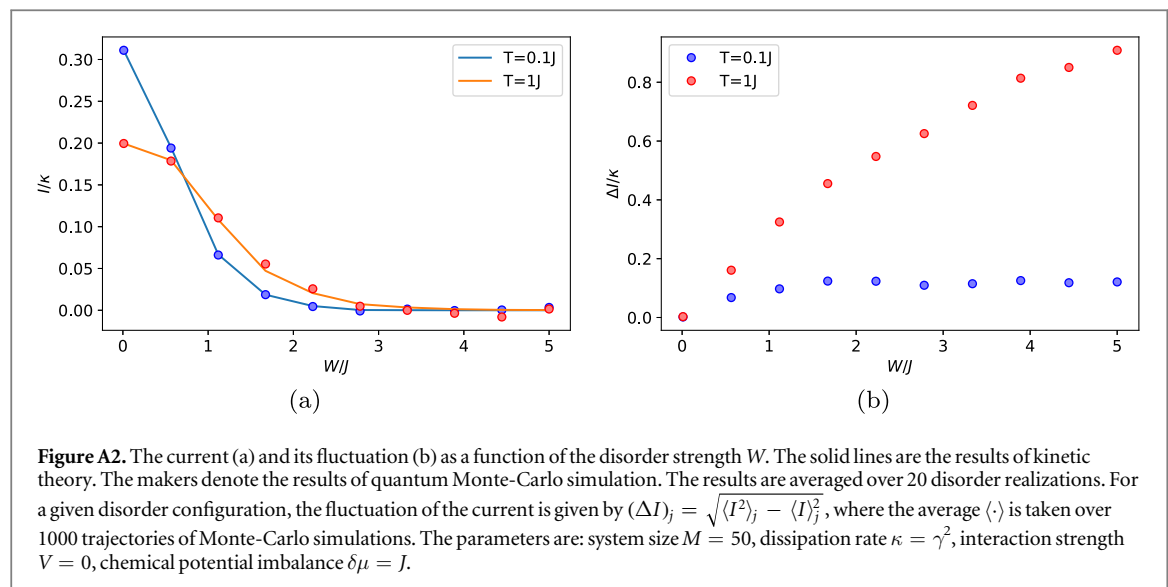 T=0.1J
T=1J
0.30
0.25
0.20
0.15
0.10
0.05
0.00
I/κ
0 1 2 3 4 5
W/J
(a)
T=0.1J
T=1J
0.8
0.6
0.4
0.2
0.0
ΔI/κ
0 1 2 3 4 5
W/J
(b)
Figure A2. The current (a) and its fluctuation (b) as a function of the disorder strength W. The solid lines are the results of kinetic
theory. The makers denote the results of quantum Monte-Carlo simulation. The results are averaged over 20 disorder realizations. For
a given disorder configuration, the fluctuation of the current is given by (ΔI)_j = √(⟨I²⟩_j − ⟨I⟩_j²), where the average ⟨·⟩ is taken over
1000 trajectories of Monte-Carlo simulations. The parameters are: system size M = 50, dissipation rate κ = γ², interaction strength
V = 0, chemical potential imbalance δμ = J.